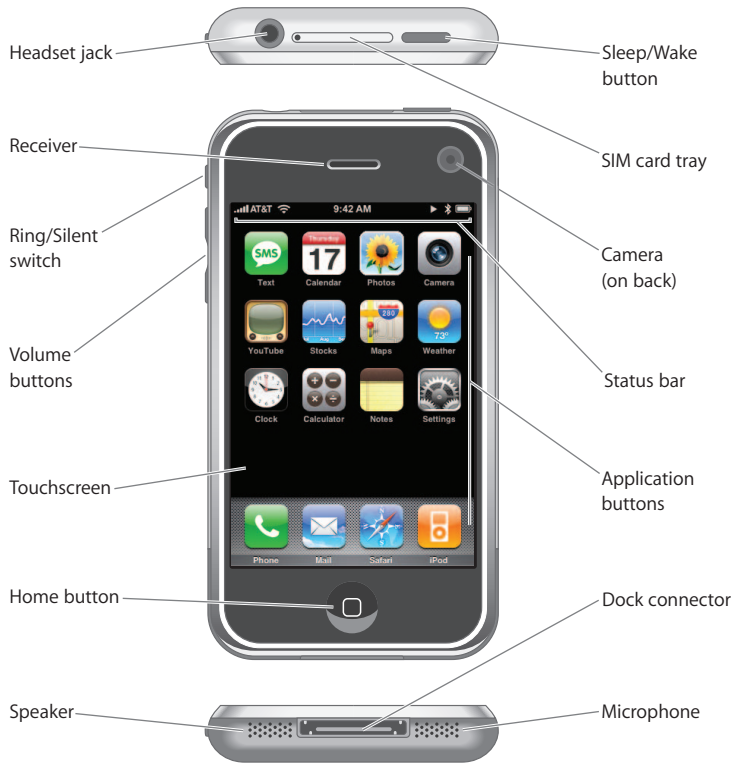 Headset jack
Sleep/Wake
button
Receiver
SIM card tray
Ring/Silent
switch
Camera
(on back)
Volume
buttons
Status bar
Touchscreen
Application
buttons
Home button
Dock connector
Speaker
Microphone
AT&T 9:42 AM
SMS
Thursday
17
280
Text Calendar Photos Camera
73°
YouTube Stocks Maps Weather
Clock Calculator Notes Settings
Phone Mail Safari iPod